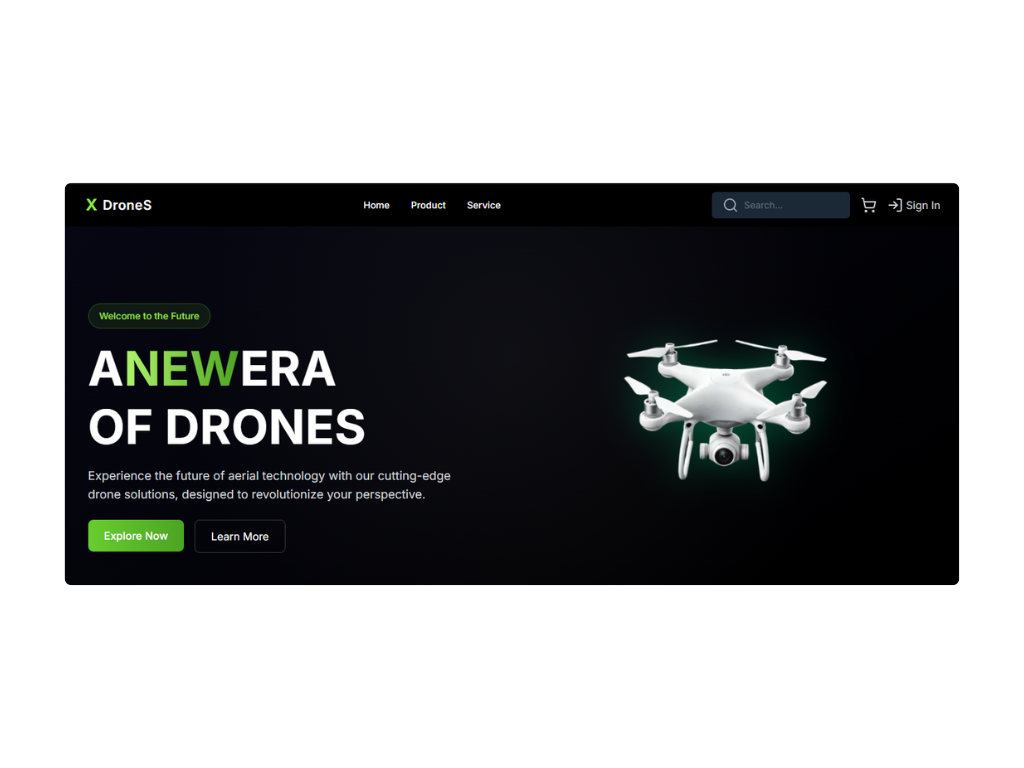 X DroneS
Home Product Service
Search...
Sign In
Welcome to the Future
ANEWERA
OF DRONES
Experience the future of aerial technology with our cutting-edge
drone solutions, designed to revolutionize your perspective.
Explore Now Learn More